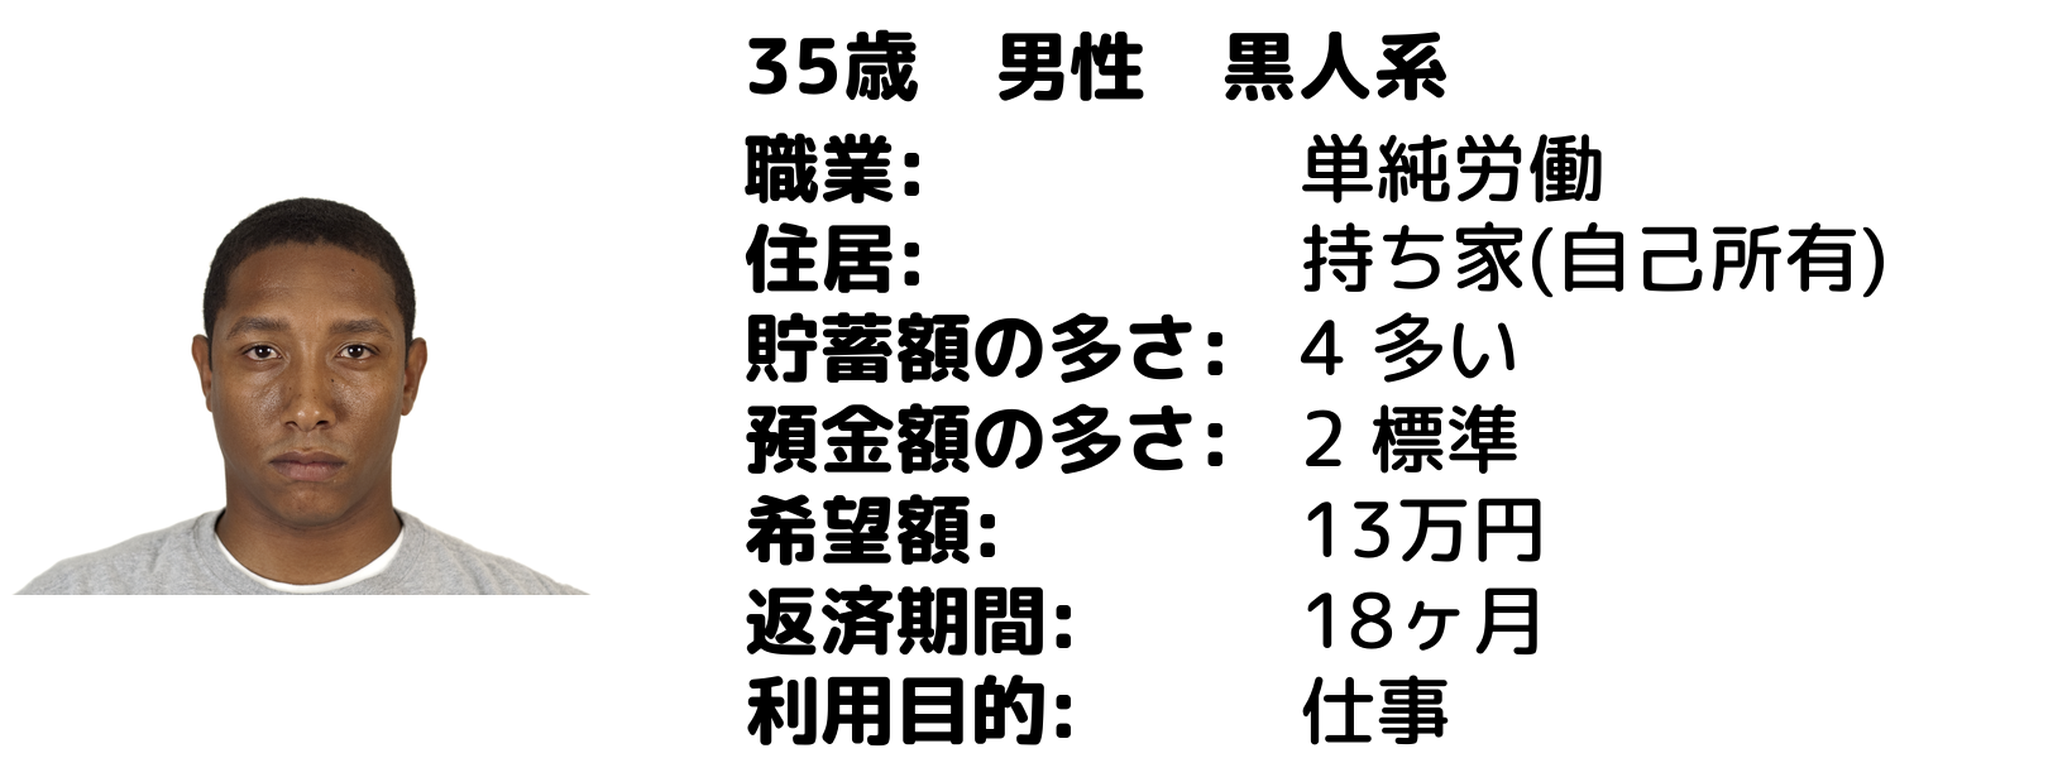 35歳　男性　黒人系
職業: 単純労働
住居: 持ち家(自己所有)
貯蓄額の多さ: 4 多い
預金額の多さ: 2 標準
希望額: 13万円
返済期間: 18ヶ月
利用目的: 仕事